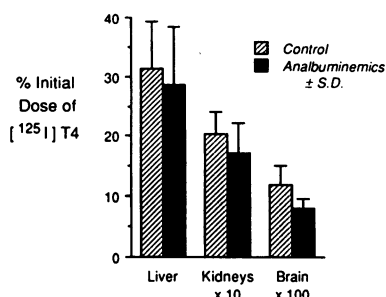 40
30
20
10
0
% Initial
Dose of
[ ¹²⁵ I ] T4
Control
Analbuminemics
± S.D.
Liver Kidneys Brain
x 10 x 100